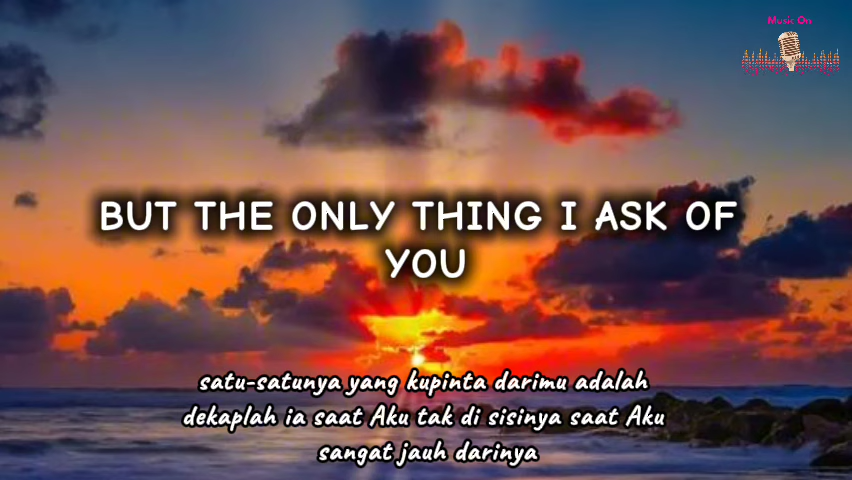 Music On
BUT THE ONLY THING I ASK OF
YOU
satu-satunya yang kupinta darimu adalah
dekaplah ia saat Aku tak di sisinya saat Aku
sangat jauh darinya